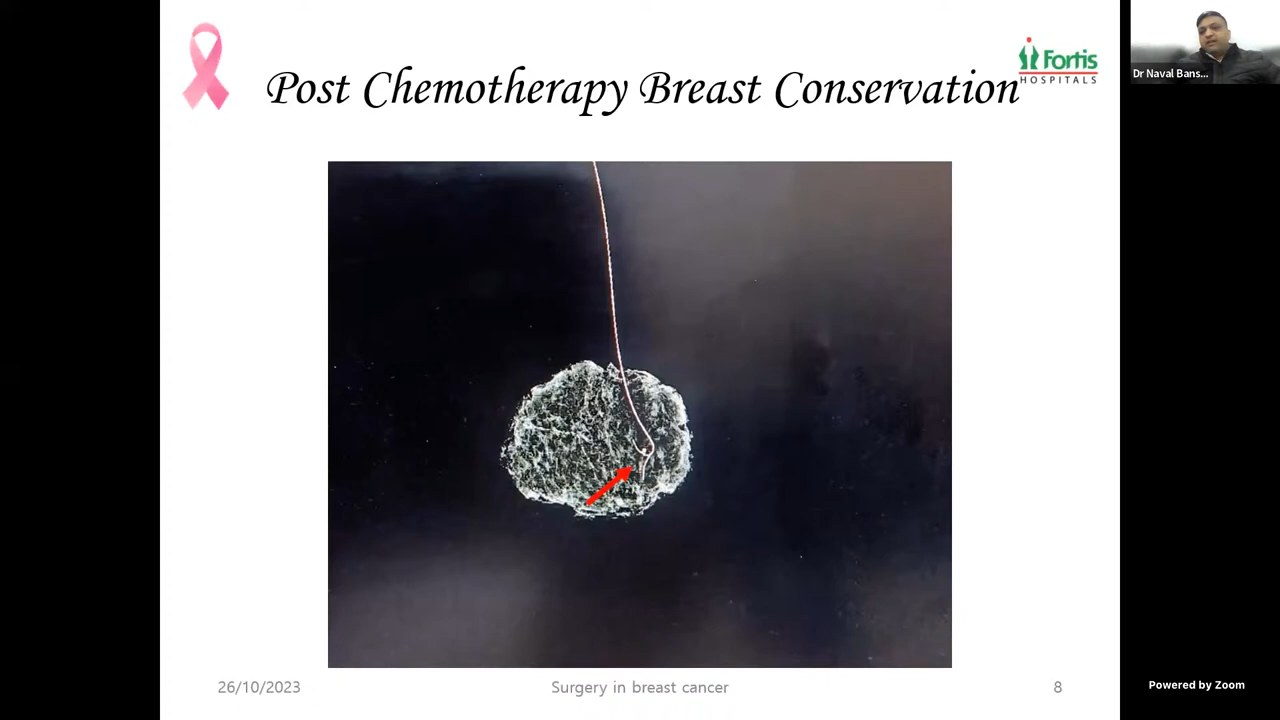 Post Chemotherapy Breast Conservation
Fortis
HOSPITALS
Dr Naval Bans...
26/10/2023
Surgery in breast cancer
8
Powered by Zoom